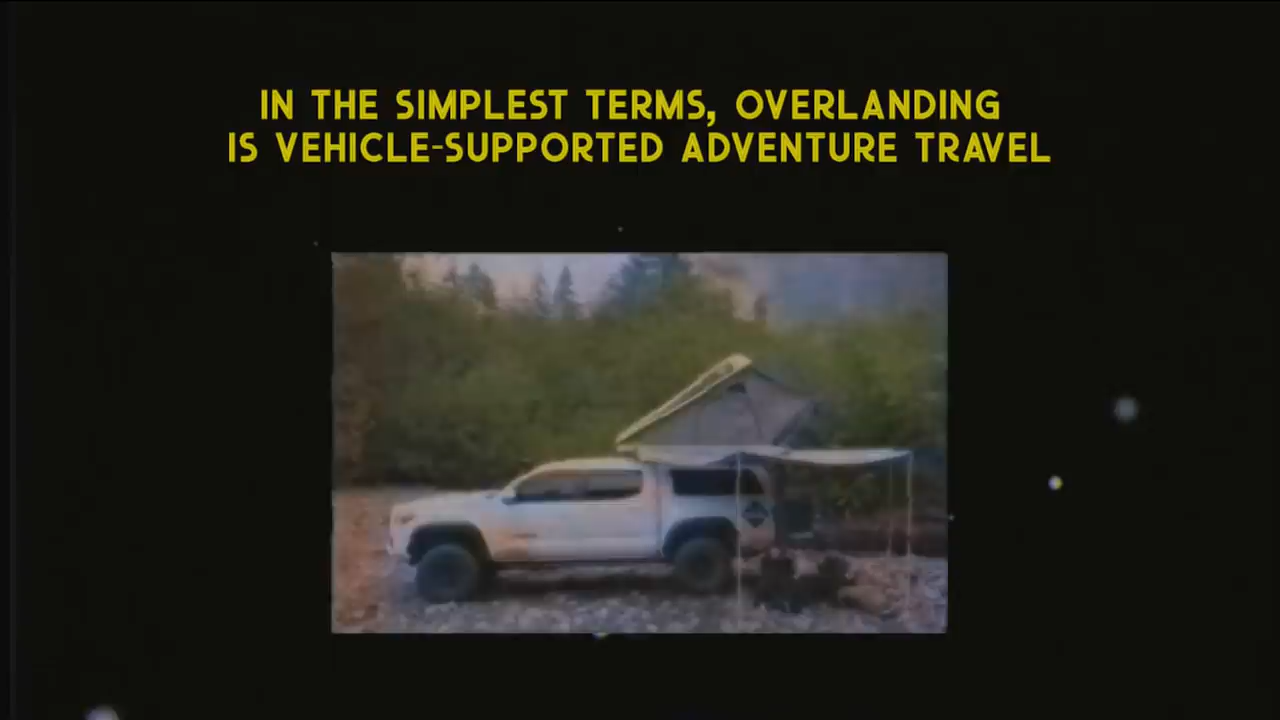 IN THE SIMPLEST TERMS, OVERLANDING
IS VEHICLE-SUPPORTED ADVENTURE TRAVEL